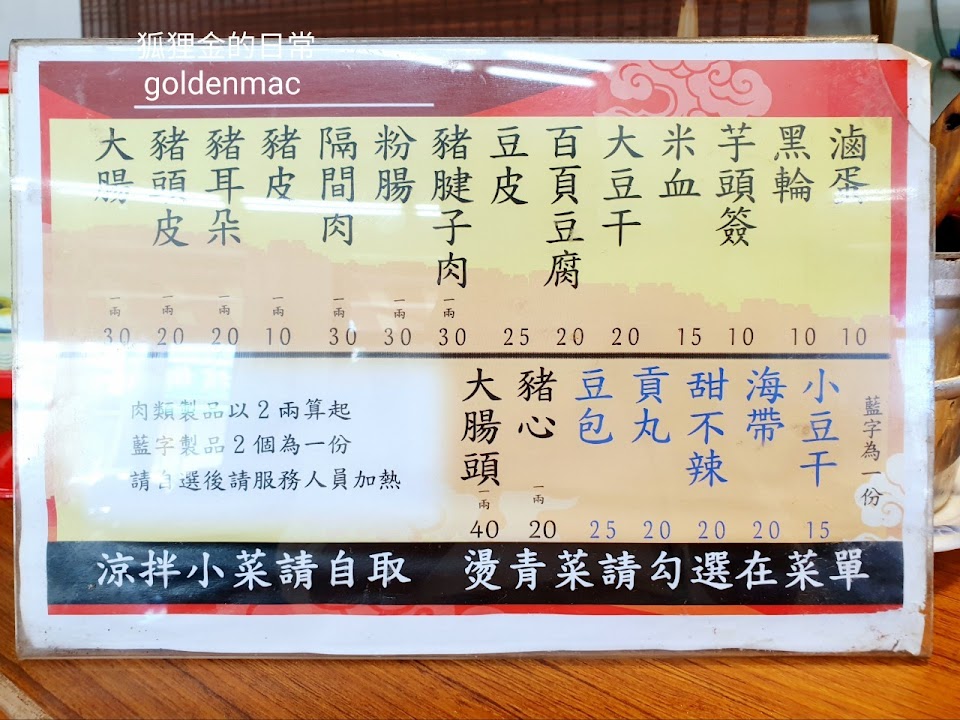 狐狸金的日常
goldenmac
滷蛋 10
黑輪 10
芋頭簽 10
米血 15
大豆干 20
百頁豆腐 20
豆皮 25
豬腱子肉 一兩 30
粉腸 一兩 30
隔間肉 一兩 30
豬皮 一兩 10
豬耳朵 一兩 20
豬頭皮 一兩 20
大腸 一兩 30
藍字為一份
小豆干 15
海帶 20
甜不辣 20
貢丸 20
豆包 25
豬心 一兩 20
大腸頭 一兩 40
肉類製品以2兩算起
藍字製品2個為一份
請自選後請服務人員加熱
涼拌小菜請自取 燙青菜請勾選在菜單